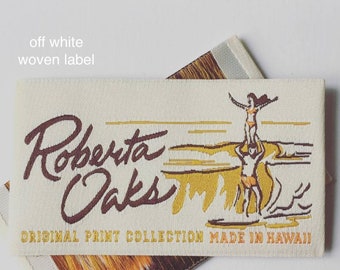 off white
woven label
Roberta
Oaks
ORIGINAL PRINT COLLECTION MADE IN HAWAII